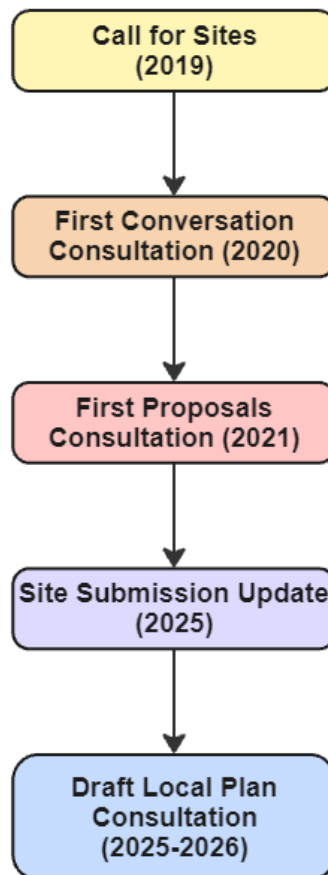 Call for Sites
(2019)
First Conversation
Consultation (2020)
First Proposals
Consultation (2021)
Site Submission Update
(2025)
Draft Local Plan
Consultation
(2025-2026)